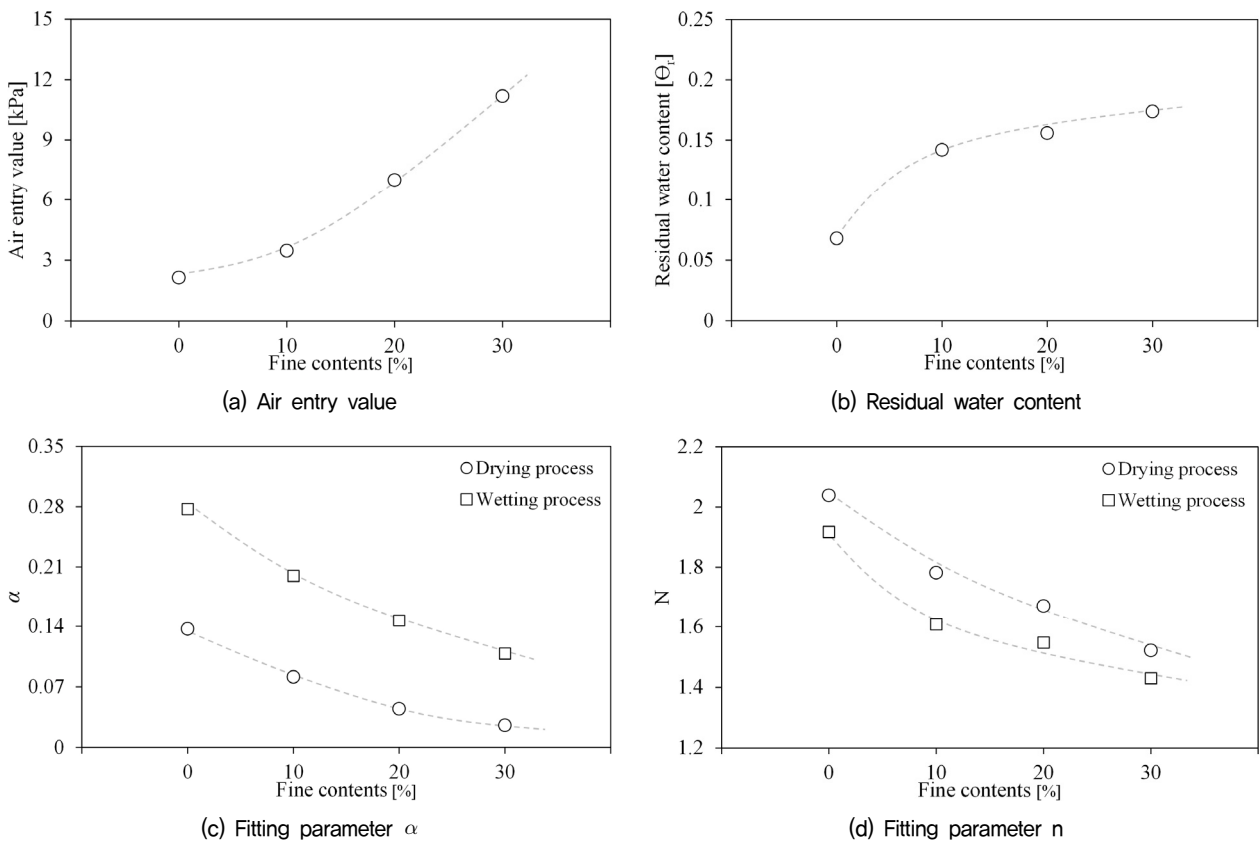 15
12
9
6
3
0
Air entry value [kPa]
0 10 20 30
Fine contents [%]
(a) Air entry value
0.25
0.2
0.15
0.1
0.05
0
Residual water content [Θr]
0 10 20 30
Fine contents [%]
(b) Residual water content
0.35
0.28
0.21
0.14
0.07
0
α
Drying process
Wetting process
0 10 20 30
Fine contents [%]
(c) Fitting parameter α
2.2
2
1.8
1.6
1.4
1.2
N
Drying process
Wetting process
0 10 20 30
Fine contents [%]
(d) Fitting parameter n